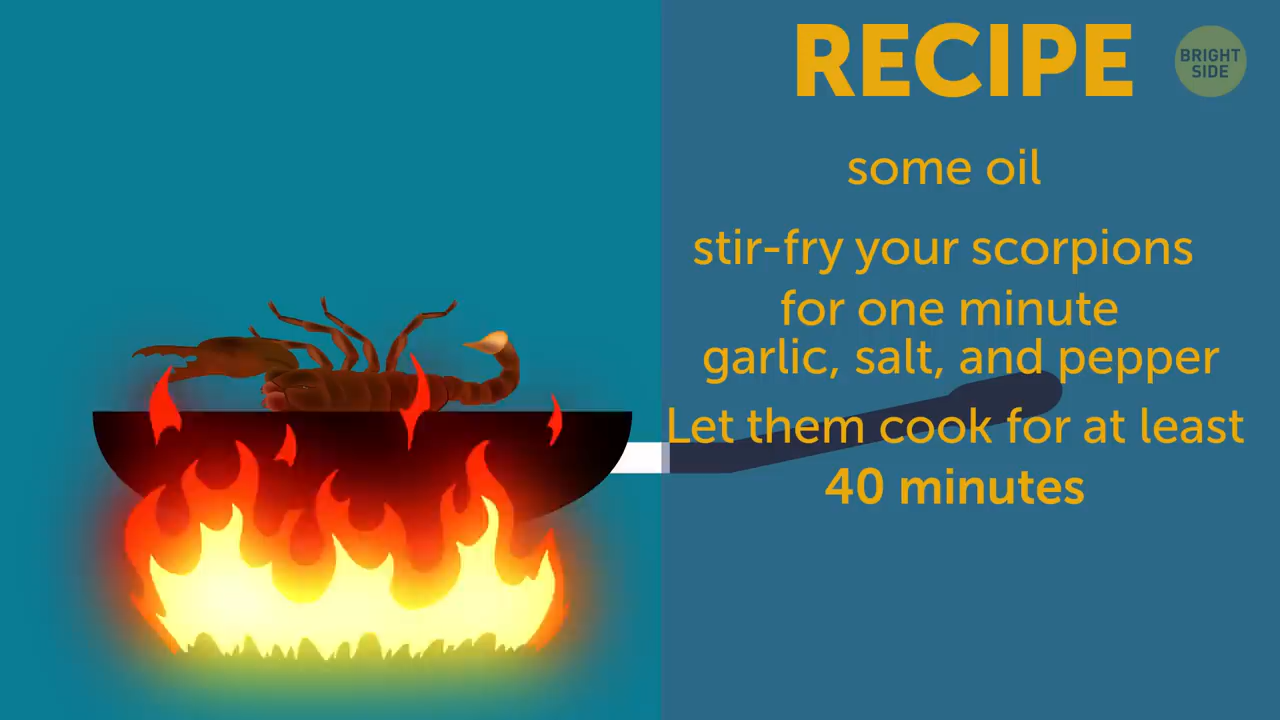 RECIPE
BRIGHT
SIDE
some oil
stir-fry your scorpions
for one minute
garlic, salt, and pepper
Let them cook for at least
40 minutes